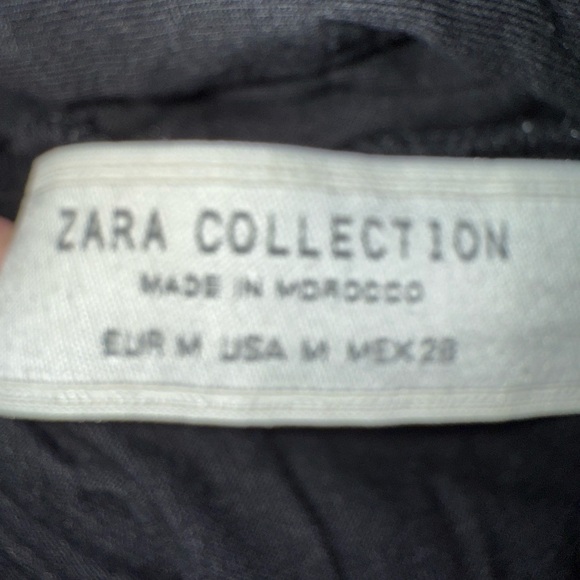 ZARA COLLECTION
MADE IN MOROCCO
EUR M USA M MEX 28